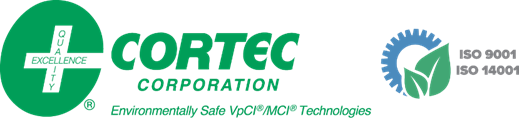 QUALITY
EXCELLENCE
CORTEC
CORPORATION
®
Environmentally Safe VpCI®/MCI® Technologies
ISO 9001
ISO 14001